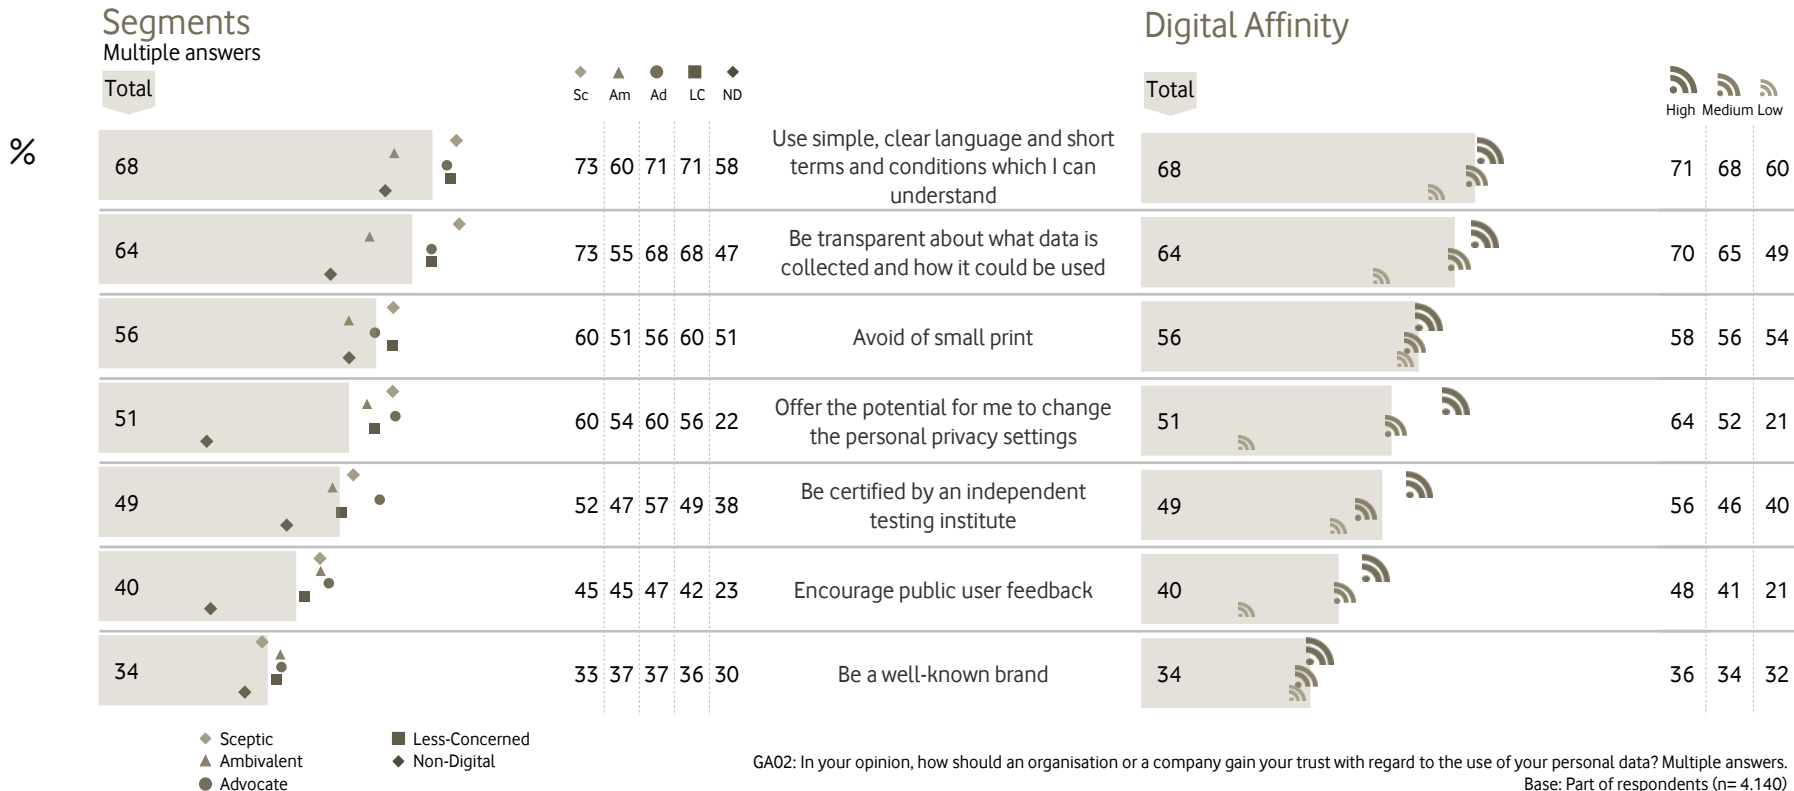 Segments
Multiple answers
Total
Sc Am Ad LC ND
Digital Affinity
Total
High Medium Low
%
68
73 60 71 71 58
Use simple, clear language and short
terms and conditions which I can
understand
68
71 68 60
64
73 55 68 68 47
Be transparent about what data is
collected and how it could be used
64
70 65 49
56
60 51 56 60 51
Avoid of small print
56
58 56 54
51
60 54 60 56 22
Offer the potential for me to change
the personal privacy settings
51
64 52 21
49
52 47 57 49 38
Be certified by an independent
testing institute
49
56 46 40
40
45 45 47 42 23
Encourage public user feedback
40
48 41 21
34
33 37 37 36 30
Be a well-known brand
34
36 34 32
Sceptic
Ambivalent
Advocate
Less-Concerned
Non-Digital
GA02: In your opinion, how should an organisation or a company gain your trust with regard to the use of your personal data? Multiple answers.
Base: Part of respondents (n= 4.140)